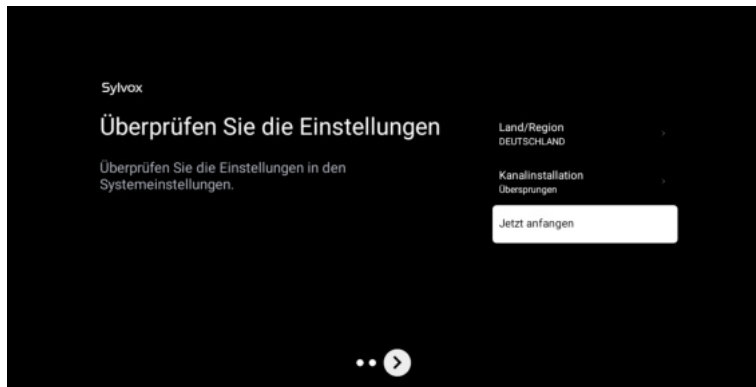 Sylvox
Überprüfen Sie die Einstellungen
Überprüfen Sie die Einstellungen in den
Systemeinstellungen.
Land/Region
DEUTSCHLAND
Kanalinstallation
Übersprungen
Jetzt anfangen